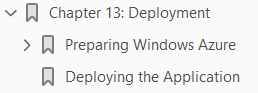 Chapter 13: Deployment
Preparing Windows Azure
Deploying the Application